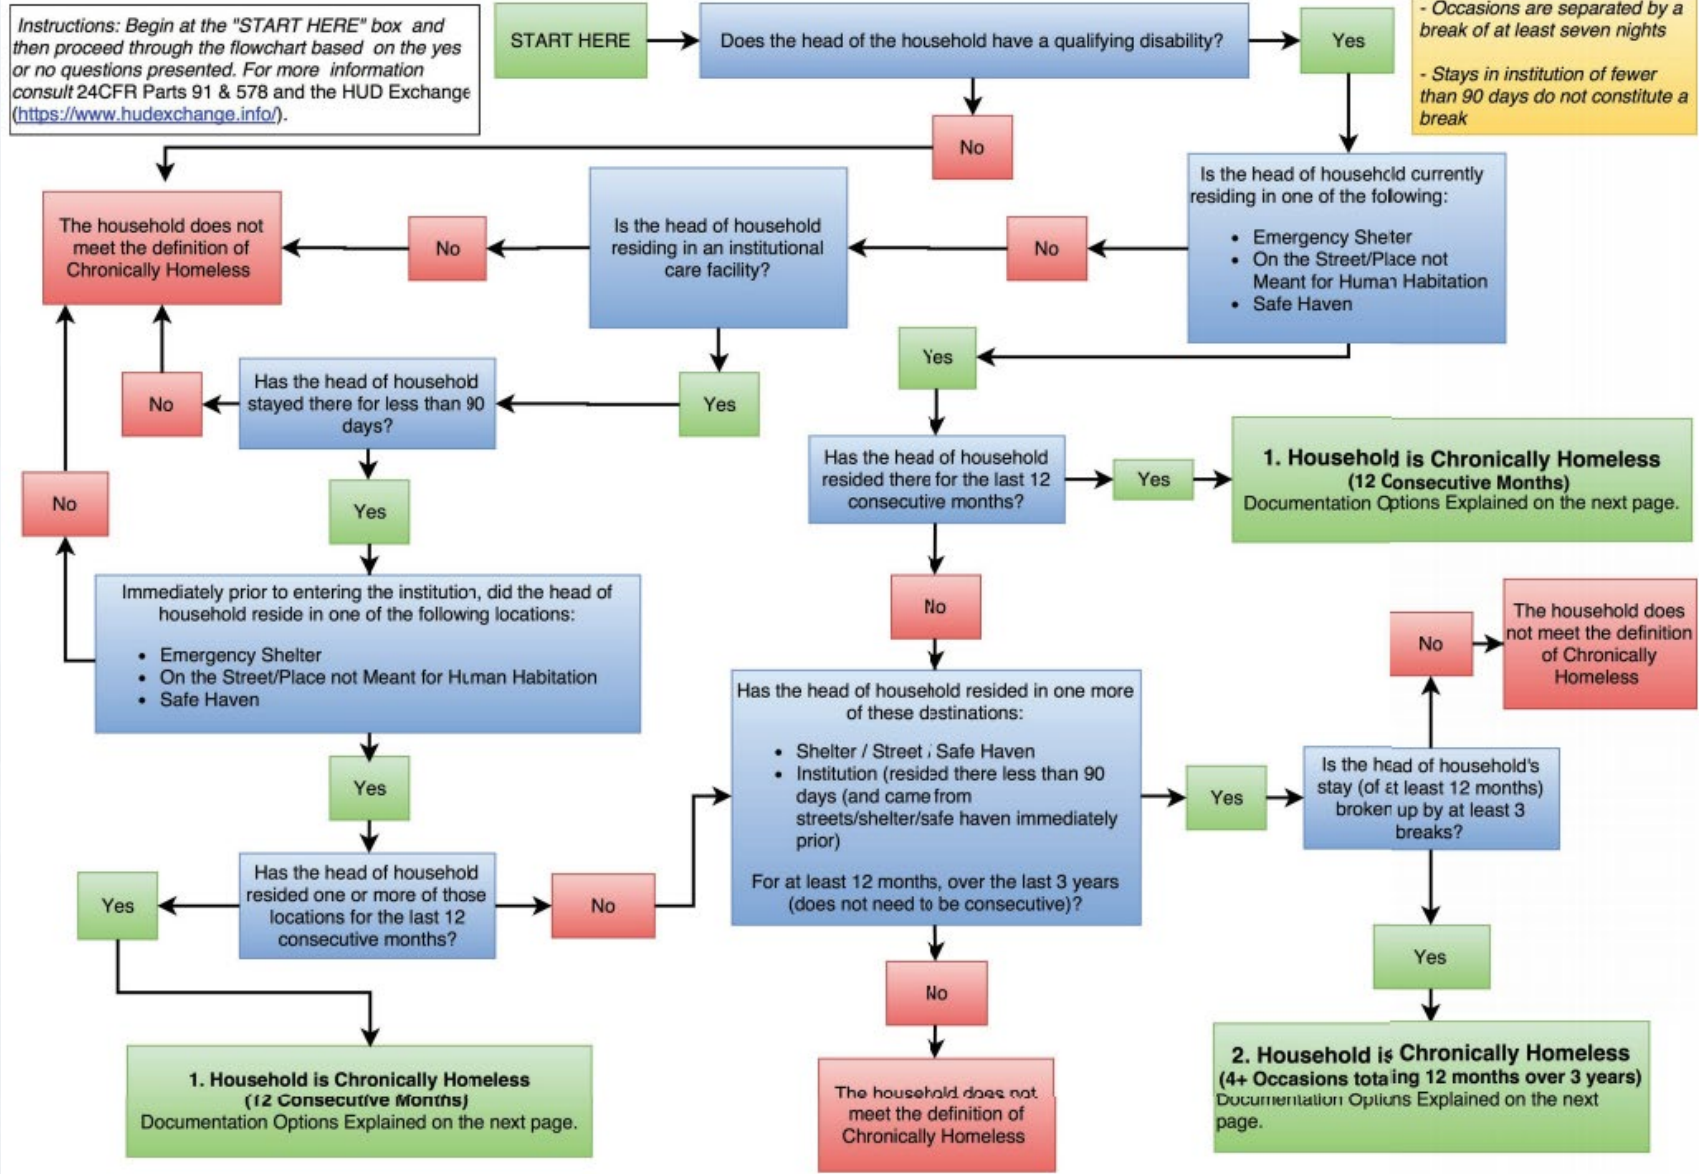 Instructions: Begin at the "START HERE" box and
then proceed through the flowchart based on the yes
or no questions presented. For more information
consult 24CFR Parts 91 & 578 and the HUD Exchange
(https://www.hudexchange.info/).
START HERE
Does the head of the household have a qualifying disability?
Yes
- Occasions are separated by a
break of at least seven nights
- Stays in institution of fewer
than 90 days do not constitute a
break
No
Is the head of household currently
residing in one of the following:
• Emergency Shelter
• On the Street/Place not
Meant for Human Habitation
• Safe Haven
No
Is the head of household
residing in an institutional
care facility?
No
The household does not
meet the definition of
Chronically Homeless
Yes
Yes
Has the head of household
stayed there for less than 90
days?
No
Yes
Has the head of household
resided there for the last 12
consecutive months?
Yes
1. Household is Chronically Homeless
(12 Consecutive Months)
Documentation Options Explained on the next page.
No
Immediately prior to entering the institution, did the head of
household reside in one of the following locations:
• Emergency Shelter
• On the Street/Place not Meant for Human Habitation
• Safe Haven
No
Yes
Has the head of household
resided one or more of those
locations for the last 12
consecutive months?
Yes
No
1. Household is Chronically Homeless
(12 Consecutive Months)
Documentation Options Explained on the next page.
Has the head of household resided in one more
of these destinations:
• Shelter / Street / Safe Haven
• Institution (resided there less than 90
days (and came from
streets/shelter/safe haven immediately
prior)
For at least 12 months, over the last 3 years
(does not need to be consecutive)?
No
The household does not
meet the definition of
Chronically Homeless
Yes
Is the head of household's
stay (of at least 12 months)
broken up by at least 3
breaks?
No
The household does
not meet the definition
of Chronically
Homeless
Yes
2. Household is Chronically Homeless
(4+ Occasions totaling 12 months over 3 years)
Documentation Options Explained on the next
page.